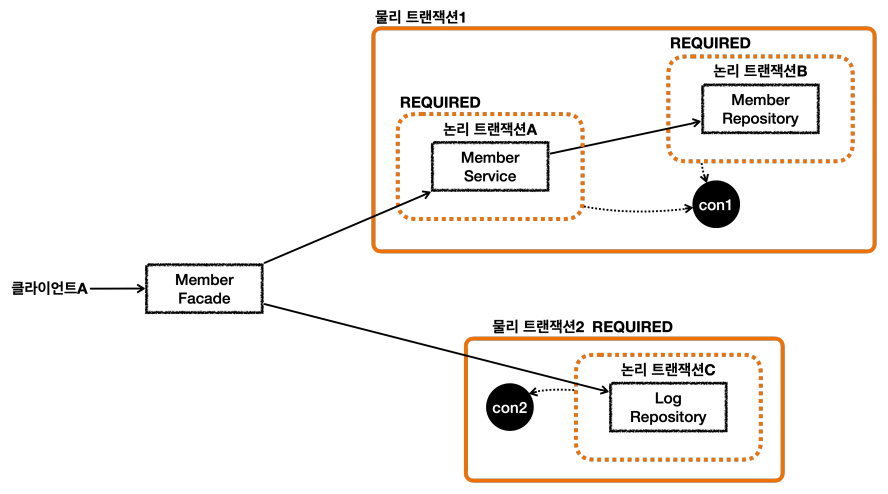 물리 트랜잭션1
REQUIRED
논리 트랜잭션B
Member
Repository
REQUIRED
논리 트랜잭션A
Member
Service
con1
클라이언트A
Member
Facade
물리 트랜잭션2 REQUIRED
논리 트랜잭션C
con2
Log
Repository